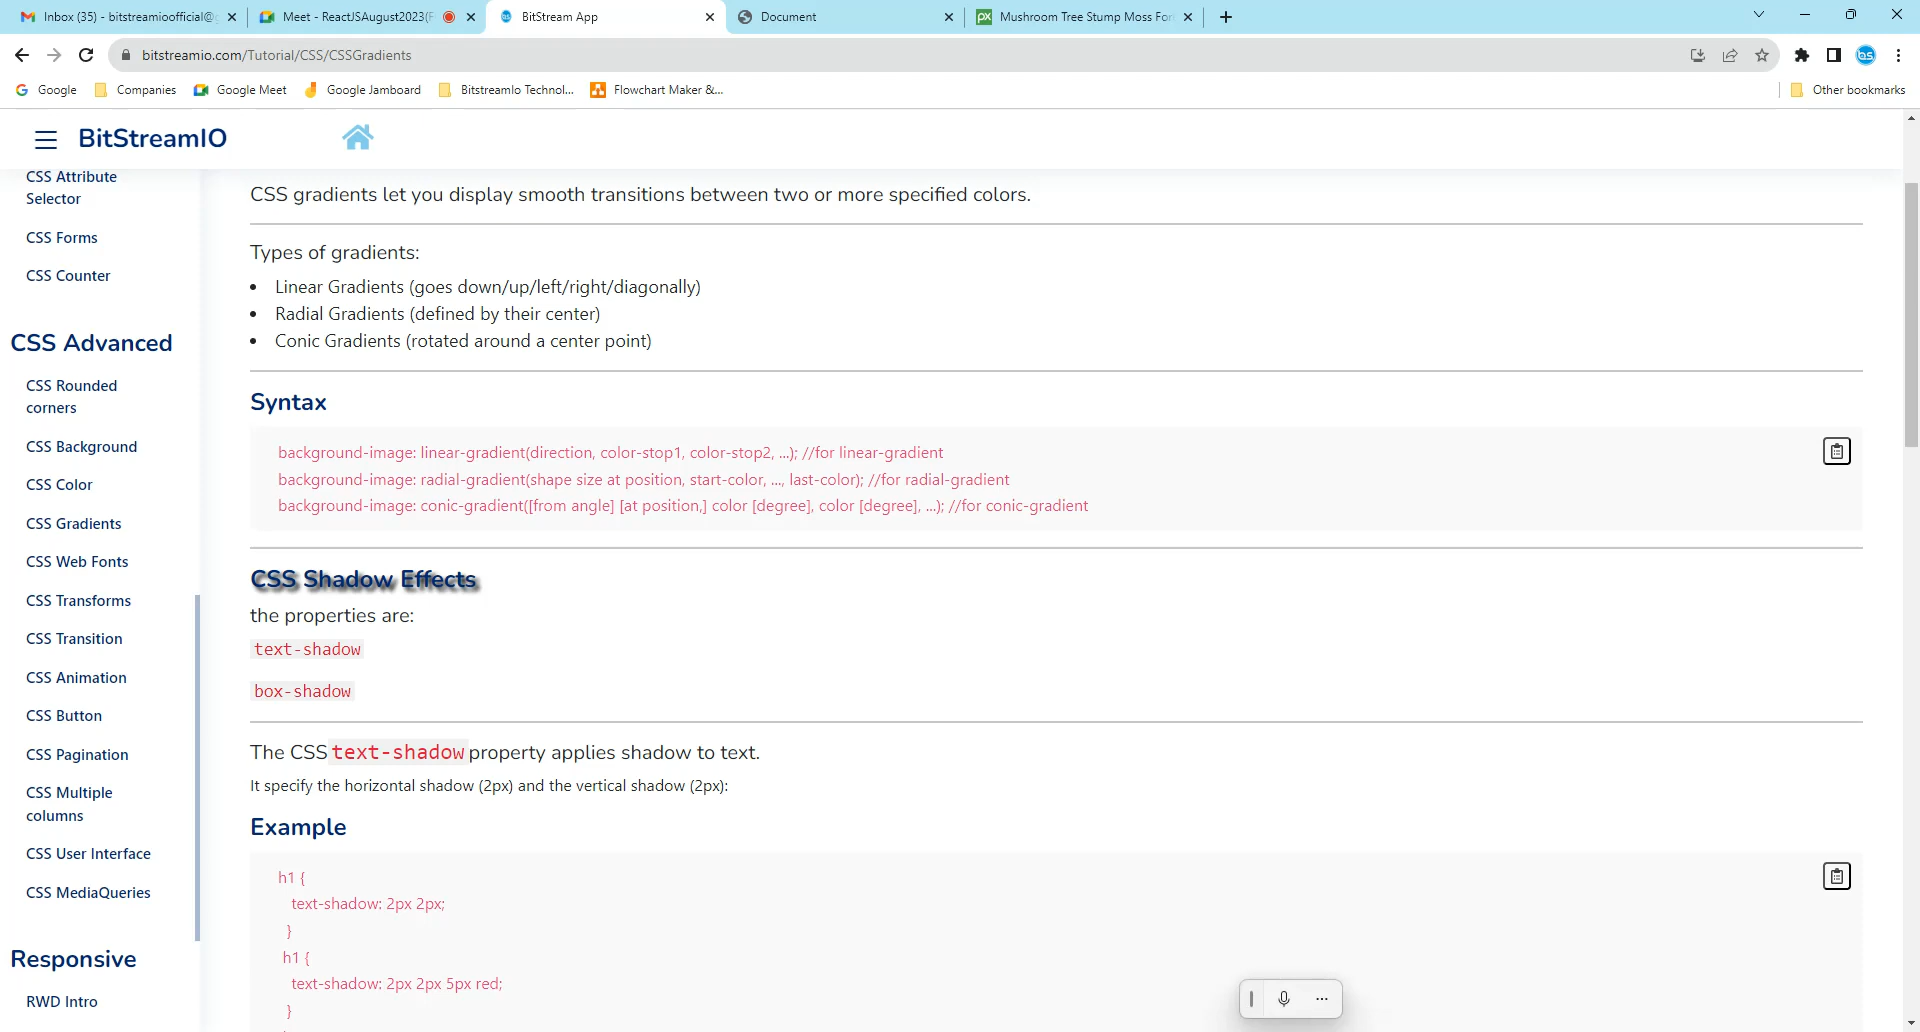 Inbox (35) - bitstreamioofficial@
Meet - ReactJSAugust2023(F
BitStream App
Document
Mushroom Tree Stump Moss For
bitstreamio.com/Tutorial/CSS/CSSGradients
Google
Companies
Google Meet
Google Jamboard
BitstreamIo Technol...
Flowchart Maker &...
Other bookmarks
BitStreamIO
CSS Attribute
Selector
CSS Forms
CSS Counter
CSS Advanced
CSS Rounded
corners
CSS Background
CSS Color
CSS Gradients
CSS Web Fonts
CSS Transforms
CSS Transition
CSS Animation
CSS Button
CSS Pagination
CSS Multiple
columns
CSS User Interface
CSS MediaQueries
Responsive
RWD Intro
CSS gradients let you display smooth transitions between two or more specified colors.
Types of gradients:
• Linear Gradients (goes down/up/left/right/diagonally)
• Radial Gradients (defined by their center)
• Conic Gradients (rotated around a center point)
Syntax
background-image: linear-gradient(direction, color-stop1, color-stop2, ...); //for linear-gradient
background-image: radial-gradient(shape size at position, start-color, ..., last-color); //for radial-gradient
background-image: conic-gradient([from angle] [at position,] color [degree], color [degree], ...); //for conic-gradient
CSS Shadow Effects
the properties are:
text-shadow
box-shadow
The CSS text-shadow property applies shadow to text.
It specify the horizontal shadow (2px) and the vertical shadow (2px):
Example
h1 {
text-shadow: 2px 2px;
}
h1 {
text-shadow: 2px 2px 5px red;
}